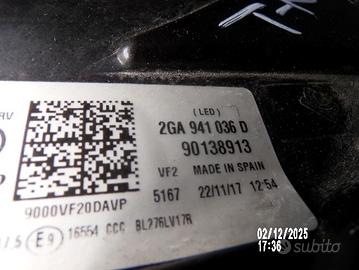 (LED)
RV
2GA 941 036 D
90138913
VF2 MADE IN SPAIN
5167 22/11/17 12:54
9000VF20DAVP
E9 16554 CCC BL276LV17R
02/12/2025
17:36
subito